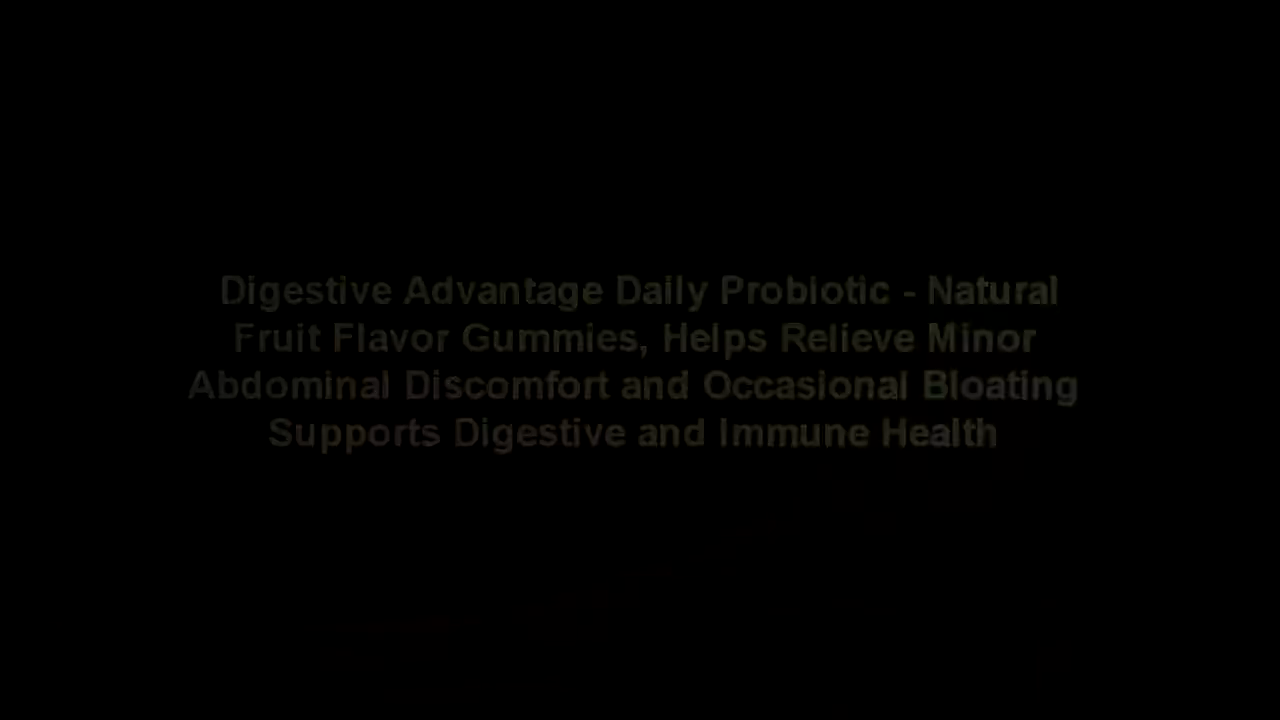 Digestive Advantage Daily Probiotic - Natural
Fruit Flavor Gummies, Helps Relieve Minor
Abdominal Discomfort and Occasional Bloating
Supports Digestive and Immune Health